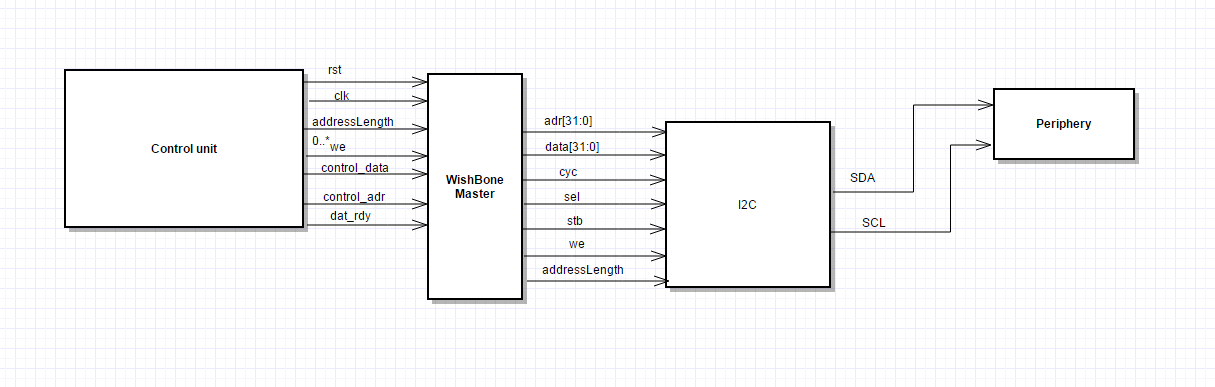 rst
clk
addressLength
0..*
we
control_data
control_adr
dat_rdy
Control unit
WishBone
Master
adr[31:0]
data[31:0]
cyc
sel
stb
we
addressLength
I2C
SDA
SCL
Periphery